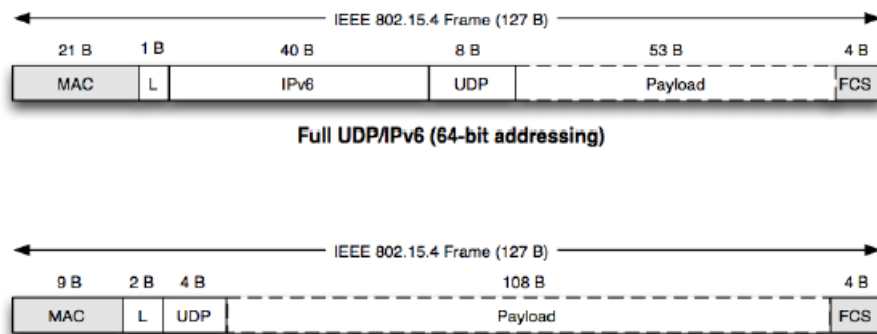 IEEE 802.15.4 Frame (127 B)
21 B 1 B 40 B 8 B 53 B 4 B
MAC L IPv6 UDP Payload FCS
Full UDP/IPv6 (64-bit addressing)
IEEE 802.15.4 Frame (127 B)
9 B 2 B 4 B 108 B 4 B
MAC L UDP Payload FCS